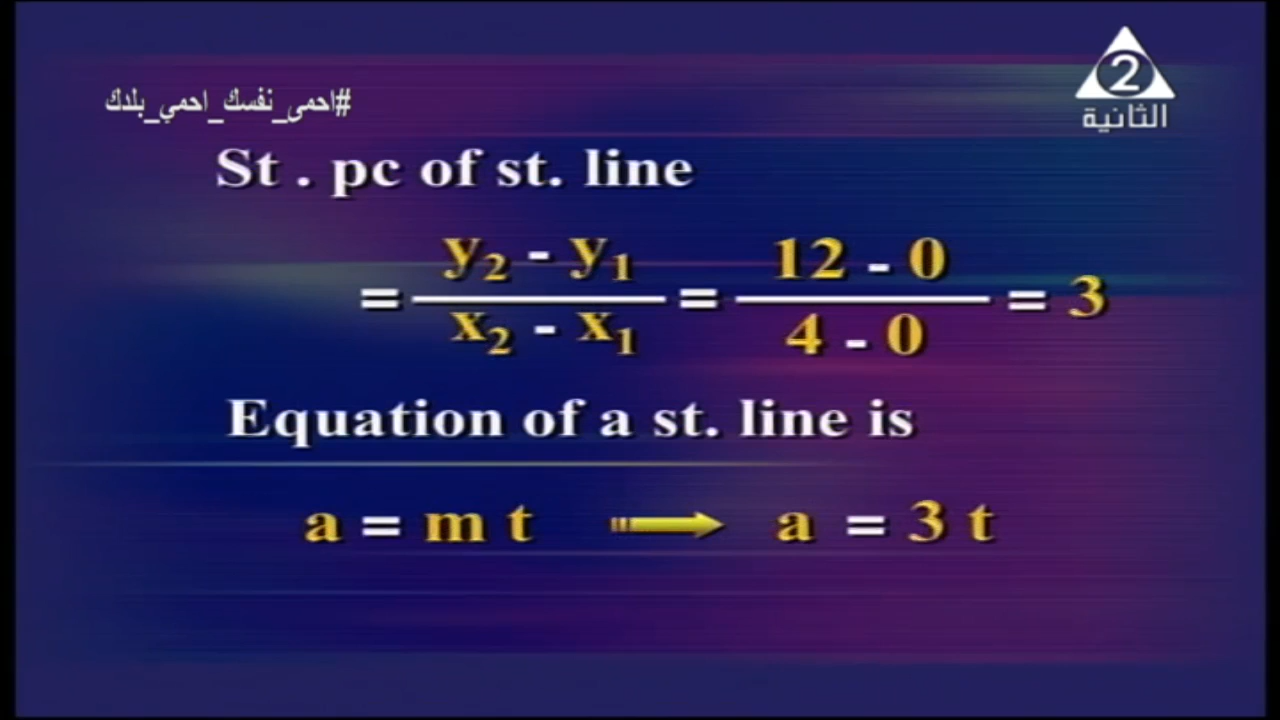 2
الثانية
#احمى_نفسك_احمي_بلدك
St . pc of st. line
= y₂ - y₁ / x₂ - x₁ = 12 - 0 / 4 - 0 = 3
Equation of a st. line is
a = m t ➡ a = 3 t